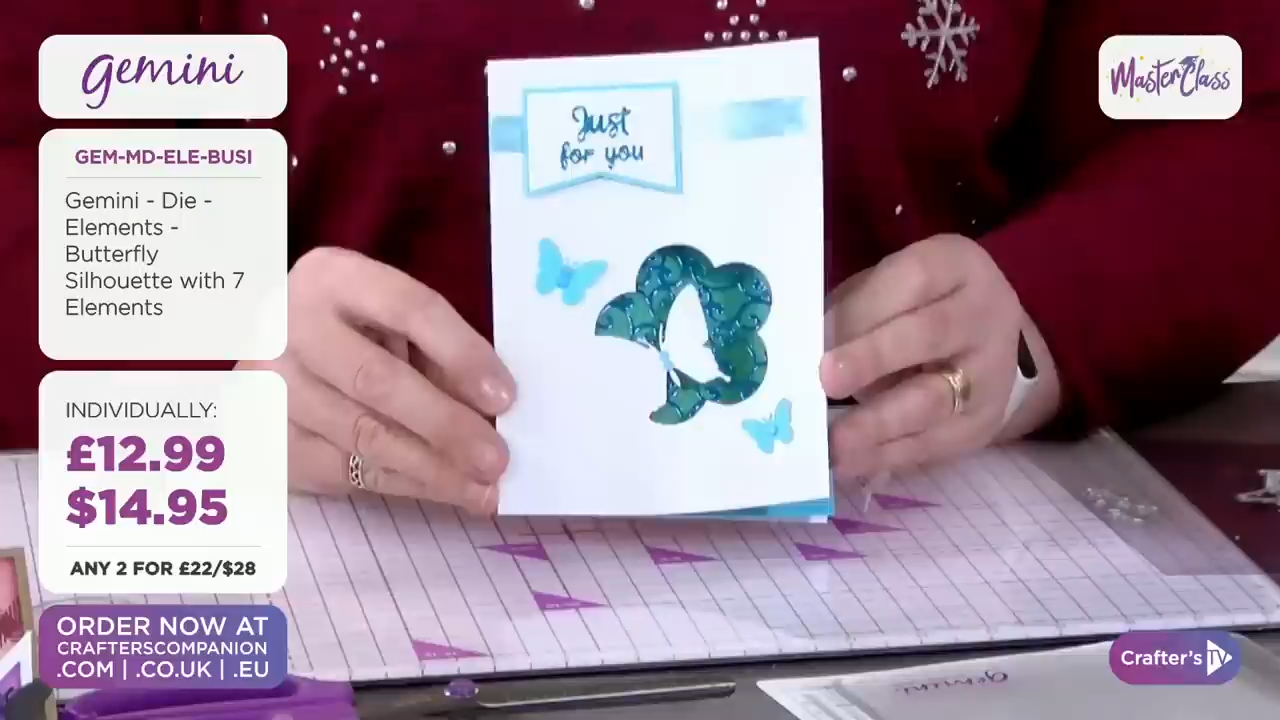 gemini
GEM-MD-ELE-BUSI
Gemini - Die -
Elements -
Butterfly
Silhouette with 7
Elements
INDIVIDUALLY:
£12.99
$14.95
ANY 2 FOR £22/$28
ORDER NOW AT
CRAFTERSCOMPANION
.COM | .CO.UK | .EU
Just
for you
MasterClass
Crafter's TV
gemini